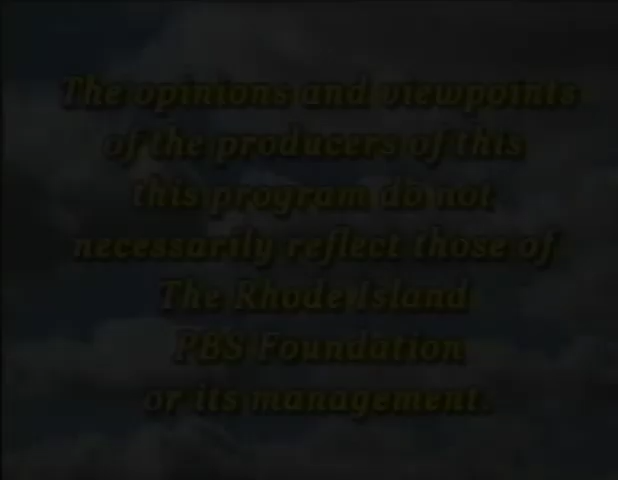 The opinions and viewpoints
of the producers of this
this program do not
necessarily reflect those of
The Rhode Island
PBS Foundation
or its management.